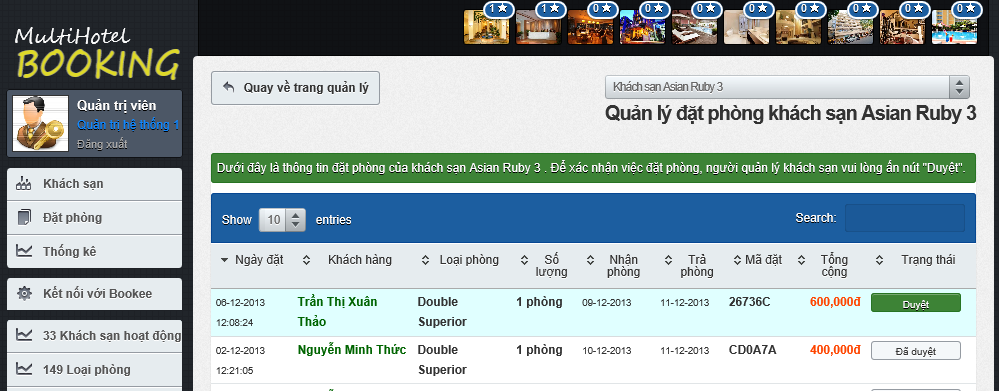 1 ★ 1 ★ 0 ★ 0 ★ 0 ★ 0 ★ 0 ★ 0 ★ 0 ★ 0 ★
MultiHotel
BOOKING
Quản trị viên
Quản trị hệ thống 1
Đăng xuất
Khách sạn
Đặt phòng
Thống kê
Kết nối với Bookee
33 Khách sạn hoạt động
149 Loại phòng
Quay về trang quản lý
Khách sạn Asian Ruby 3
Quản lý đặt phòng khách sạn Asian Ruby 3
Dưới đây là thông tin đặt phòng của khách sạn Asian Ruby 3 . Để xác nhận việc đặt phòng, người quản lý khách sạn vui lòng ấn nút "Duyệt".
Show 10 entries Search:
Ngày đặt Khách hàng Loại phòng Số lượng Nhận phòng Trả phòng Mã đặt Tổng cộng Trạng thái
06-12-2013 Trần Thị Xuân Double 1 phòng 09-12-2013 11-12-2013 26736C 600,000đ Duyệt
12:08:24 Thảo Superior
02-12-2013 Nguyễn Minh Thức Double 1 phòng 10-12-2013 11-12-2013 CD0A7A 400,000đ Đã duyệt
12:21:05 Superior